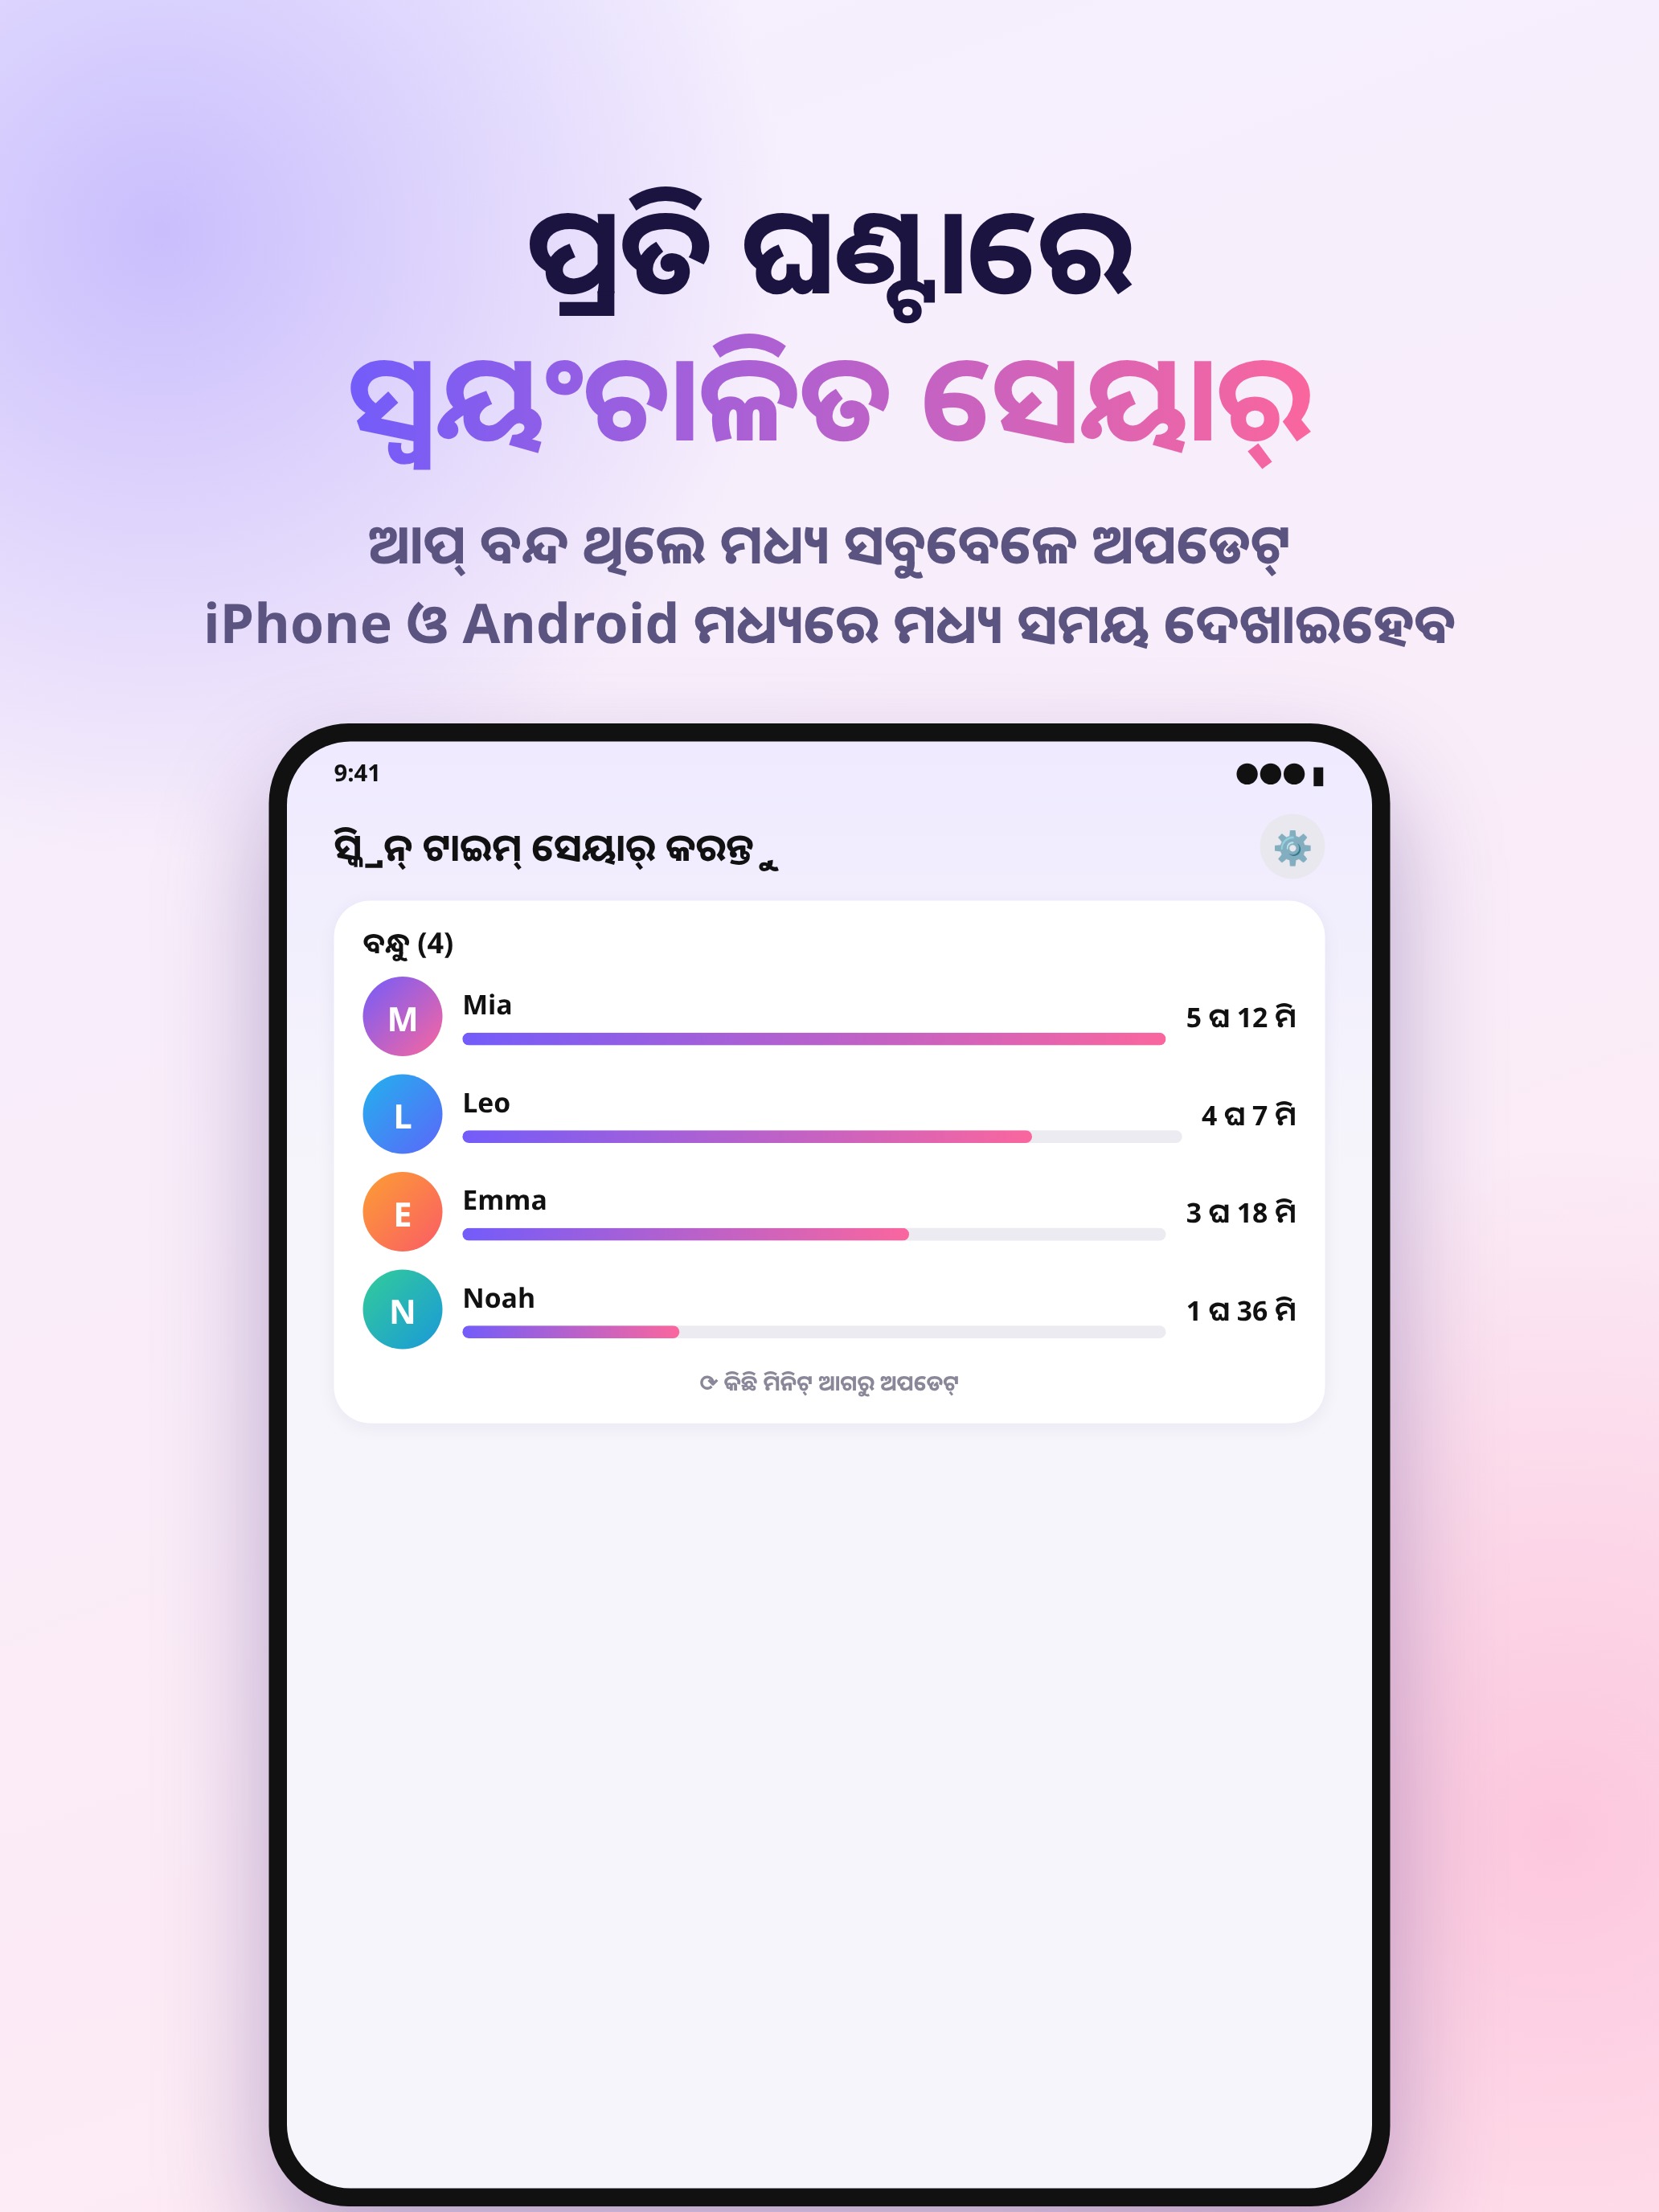 ପ୍ରତି ଘଣ୍ଟାରେ
ସ୍ୱୟଂଚାଳିତ ସେୟାର୍
ଆପ୍ ବନ୍ଦ ଥିଲେ ମଧ୍ୟ ସବୁବେଳେ ଅପଡେଟ୍
iPhone ଓ Android ମଧ୍ୟରେ ମଧ୍ୟ ସମୟ ଦେଖାଇହେବ
9:41
ସ୍କ୍ରିନ୍ ଟାଇମ୍ ସେୟାର୍ କରନ୍ତୁ
ବନ୍ଧୁ (4)
M
Mia
5 ଘ 12 ମି
L
Leo
4 ଘ 7 ମି
E
Emma
3 ଘ 18 ମି
N
Noah
1 ଘ 36 ମି
⟳ କିଛି ମିନିଟ୍ ଆଗରୁ ଅପଡେଟ୍